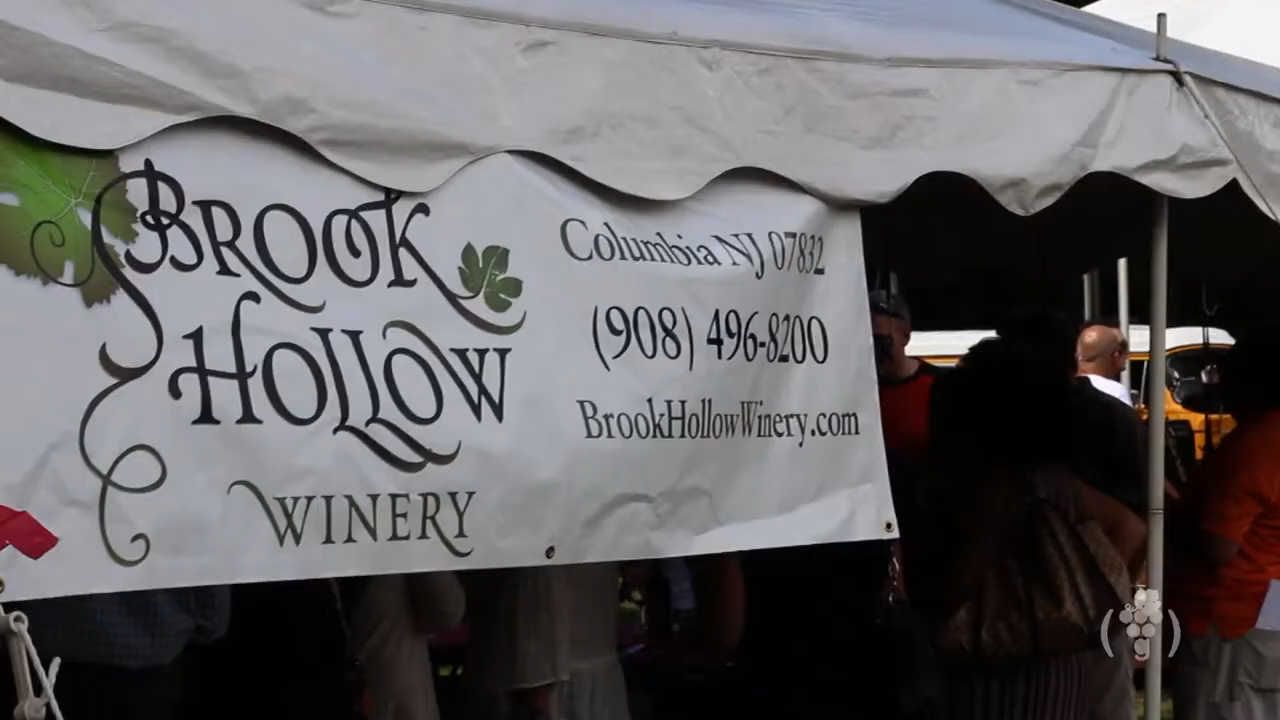 BROOK
HOLLOW
WINERY
Columbia NJ 07832
(908) 496-8200
BrookHollowWinery.com
(g)